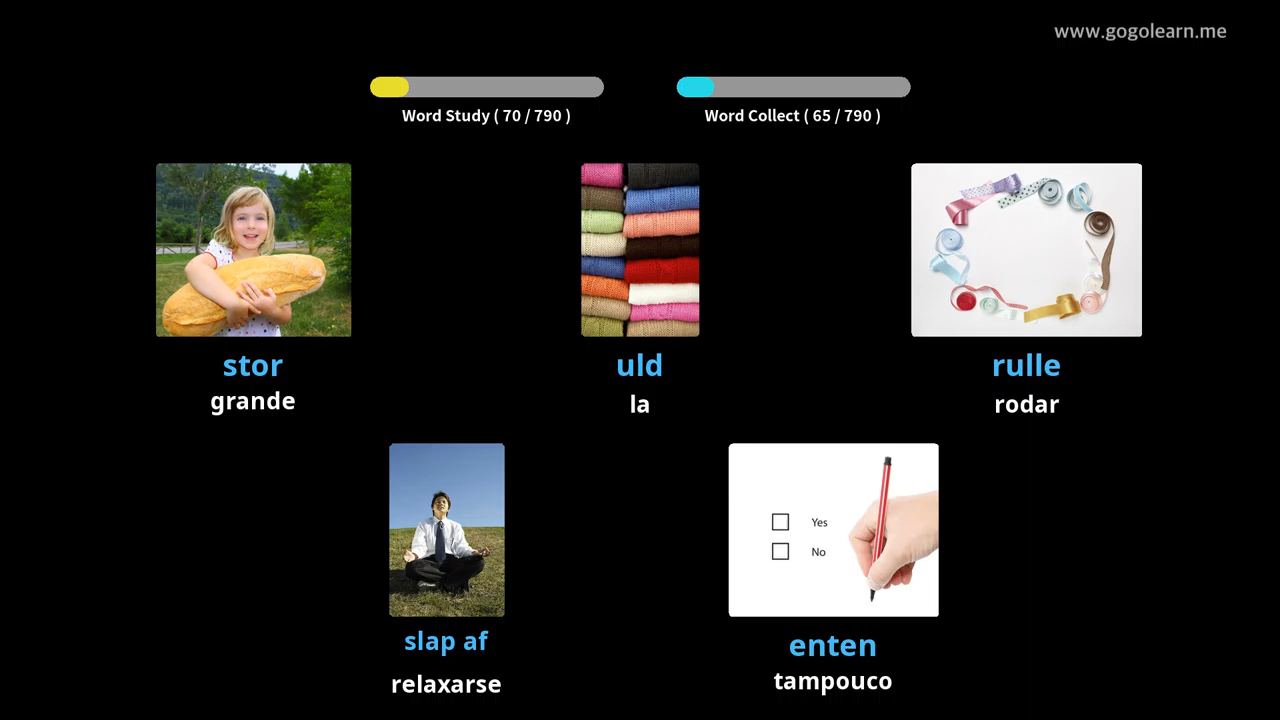 www.gogolearn.me
Word Study ( 70 / 790 )
Word Collect ( 65 / 790 )
stor
grande
uld
la
rulle
rodar
slap af
relaxarse
Yes
No
enten
tampouco